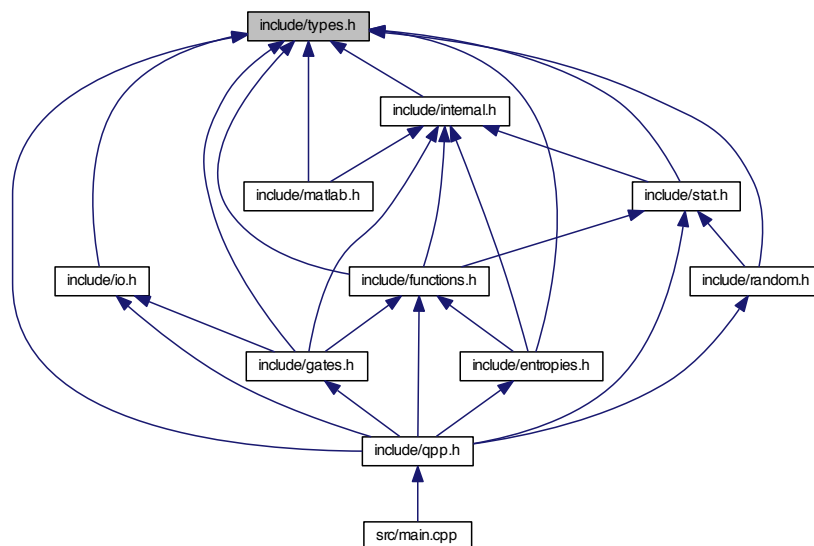 include/types.h
include/internal.h
include/matlab.h
include/stat.h
include/io.h
include/functions.h
include/random.h
include/gates.h
include/entropies.h
include/qpp.h
src/main.cpp